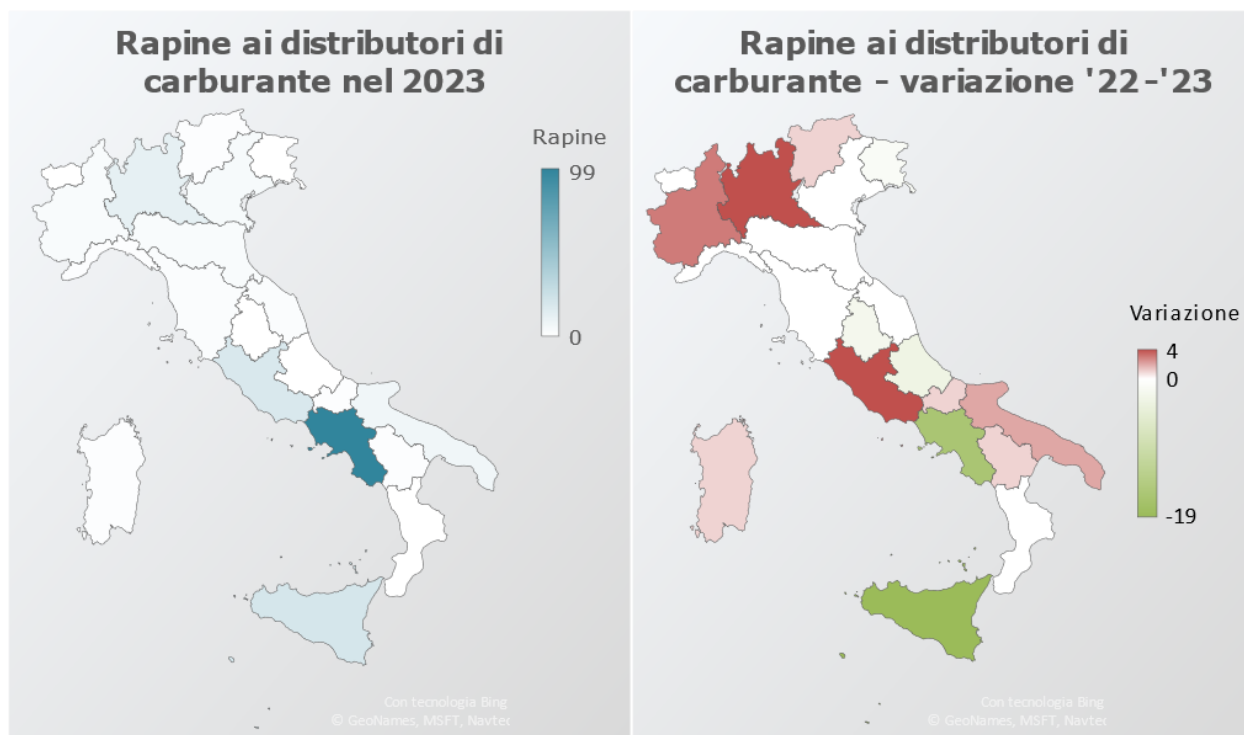 Rapine ai distributori di
carburante nel 2023
Rapine
99
0
Con tecnologia Bing
© GeoNames, MSFT, Navtec
Rapine ai distributori di
carburante – variazione '22-'23
Variazione
4
0
-19
Con tecnologia Bing
© GeoNames, MSFT, Navtec